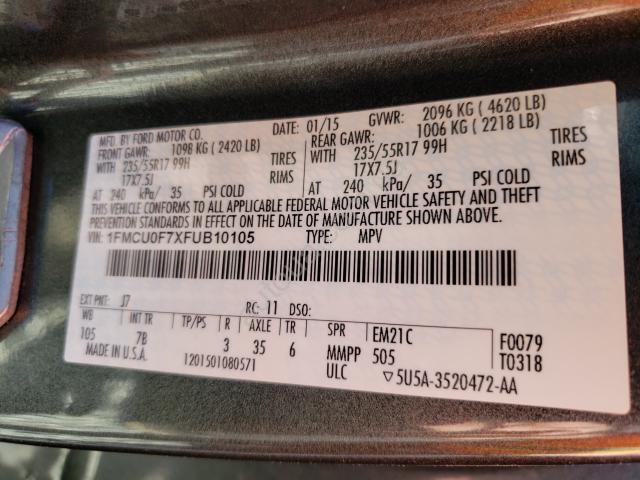 MFD. BY FORD MOTOR CO.
DATE: 01/15 GVWR: 2096 KG ( 4620 LB)
FRONT GAWR: 1098 KG ( 2420 LB)
REAR GAWR: 1006 KG ( 2218 LB)
WITH 235/55R17 99H TIRES
WITH 235/55R17 99H TIRES
17X7.5J RIMS
17X7.5J RIMS
AT 240 kPa/ 35 PSI COLD
AT 240 kPa/ 35 PSI COLD
THIS VEHICLE CONFORMS TO ALL APPLICABLE FEDERAL MOTOR VEHICLE SAFETY AND THEFT
PREVENTION STANDARDS IN EFFECT ON THE DATE OF MANUFACTURE SHOWN ABOVE.
VIN: 1FMCU0F7XFUB10105 TYPE: MPV
EXT PNT: J7 RC: 11 DSO:
WB INT TR TP/PS R AXLE TR SPR EM21C F0079
105 7B 3 35 6 MMPP 505 T0318
MADE IN U.S.A. 1201501080571 ULC ▽5U5A-3520472-AA